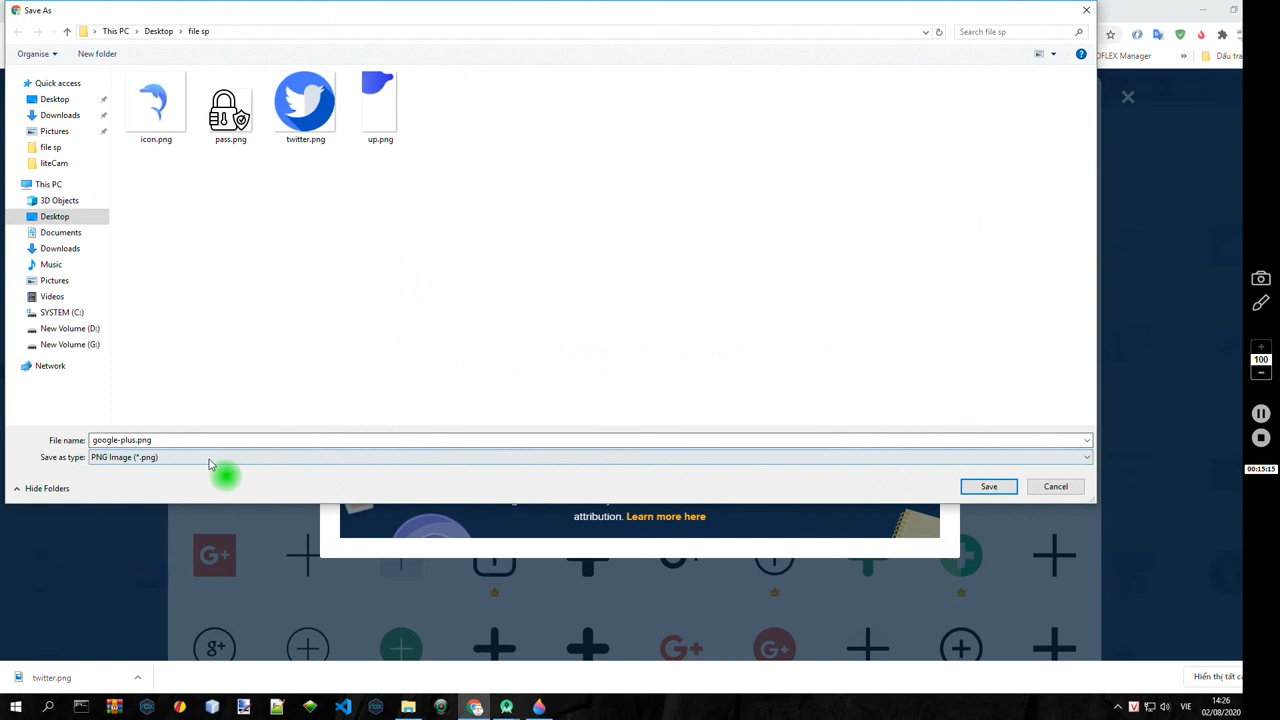 Save As
This PC
Desktop
file sp
Search file sp
Organise
New folder
OFLEX Manager
»
Dấu tra
Quick access
Desktop
Downloads
Pictures
file sp
liteCam
This PC
3D Objects
Desktop
Documents
Downloads
Music
Pictures
Videos
SYSTEM (C:)
New Volume (D:)
New Volume (G:)
Network
icon.png
pass.png
twitter.png
up.png
100
File name:
google-plus.png
Save as type:
PNG Image (*.png)
00:15:15
Hide Folders
Save
Cancel
attribution. Learn more here
G+
g+
G+
G+
twitter.png
Hiển thị tất cả
VIE
14:26
02/08/2020